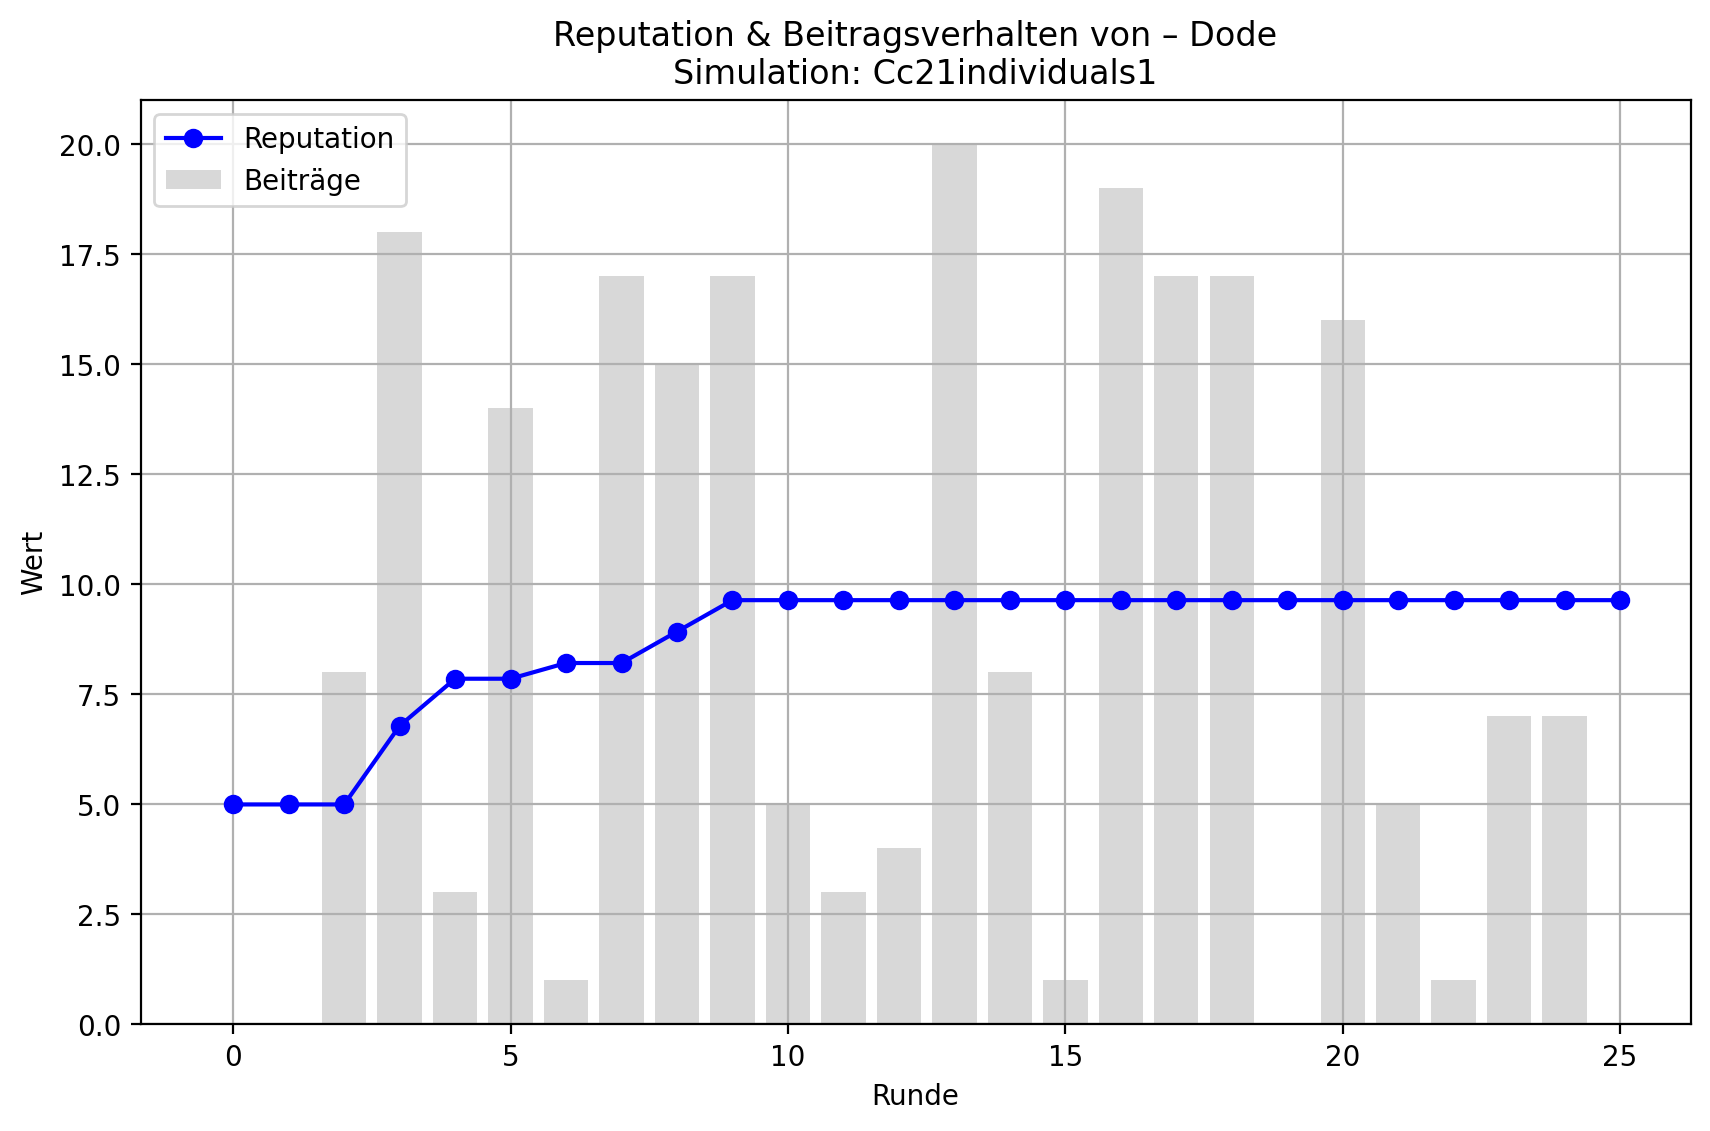 Reputation & Beitragsverhalten von – Dode
Simulation: Cc21individuals1
Reputation
Beiträge
20.0
17.5
15.0
12.5
10.0
7.5
5.0
2.5
0.0
Wert
0 5 10 15 20 25
Runde